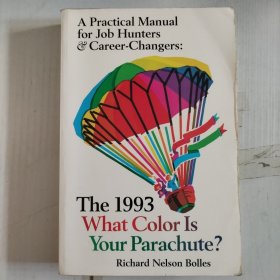 A Practical Manual
for Job Hunters
& Career-Changers:
The 1993
What Color Is
Your Parachute?
Richard Nelson Bolles